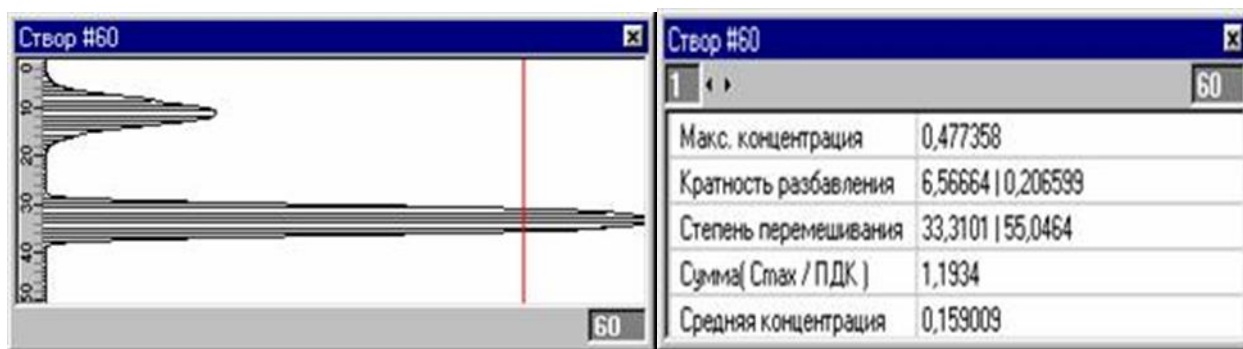 Створ #60
0
10
20
30
40
50
60
Створ #60
1 60
Макс. концентрация 0,477358
Кратность разбавления 6,56664 | 0,206599
Степень перемешивания 33,3101 | 55,0464
Сумма( Cmax / ПДК ) 1,1934
Средняя концентрация 0,159009